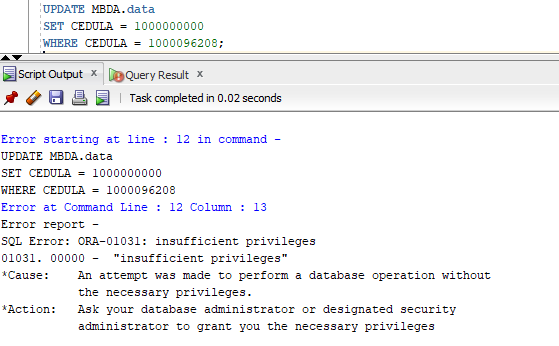 UPDATE MBDA.data
SET CEDULA = 1000000000
WHERE CEDULA = 1000096208;
Script Output x Query Result x
Task completed in 0.02 seconds
Error starting at line : 12 in command -
UPDATE MBDA.data
SET CEDULA = 1000000000
WHERE CEDULA = 1000096208
Error at Command Line : 12 Column : 13
Error report -
SQL Error: ORA-01031: insufficient privileges
01031. 00000 -  "insufficient privileges"
*Cause:    An attempt was made to perform a database operation without
the necessary privileges.
*Action:   Ask your database administrator or designated security
administrator to grant you the necessary privileges